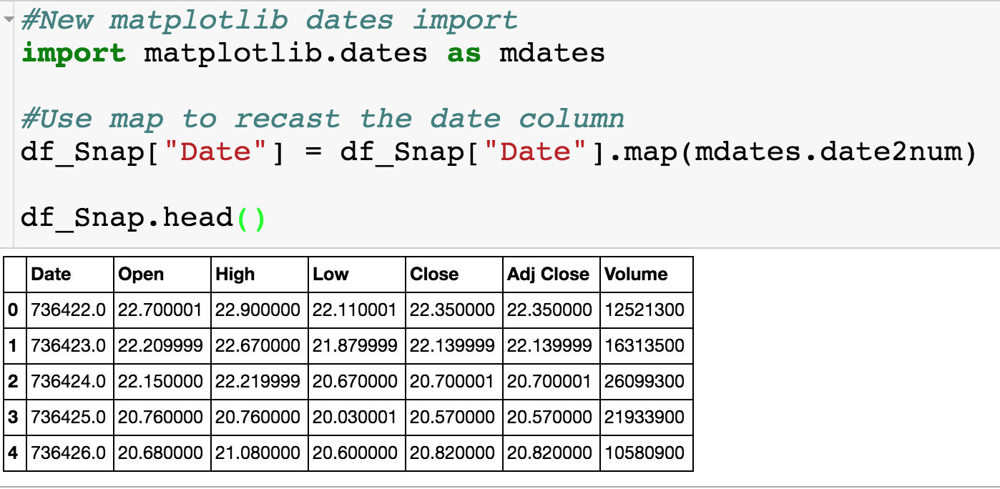 #New matplotlib dates import
import matplotlib.dates as mdates
#Use map to recast the date column
df_Snap["Date"] = df_Snap["Date"].map(mdates.date2num)
df_Snap.head()
Date Open High Low Close Adj Close Volume
0 736422.0 22.700001 22.900000 22.110001 22.350000 22.350000 12521300
1 736423.0 22.209999 22.670000 21.879999 22.139999 22.139999 16313500
2 736424.0 22.150000 22.219999 20.670000 20.700001 20.700001 26099300
3 736425.0 20.760000 20.760000 20.030001 20.570000 20.570000 21933900
4 736426.0 20.680000 21.080000 20.600000 20.820000 20.820000 10580900